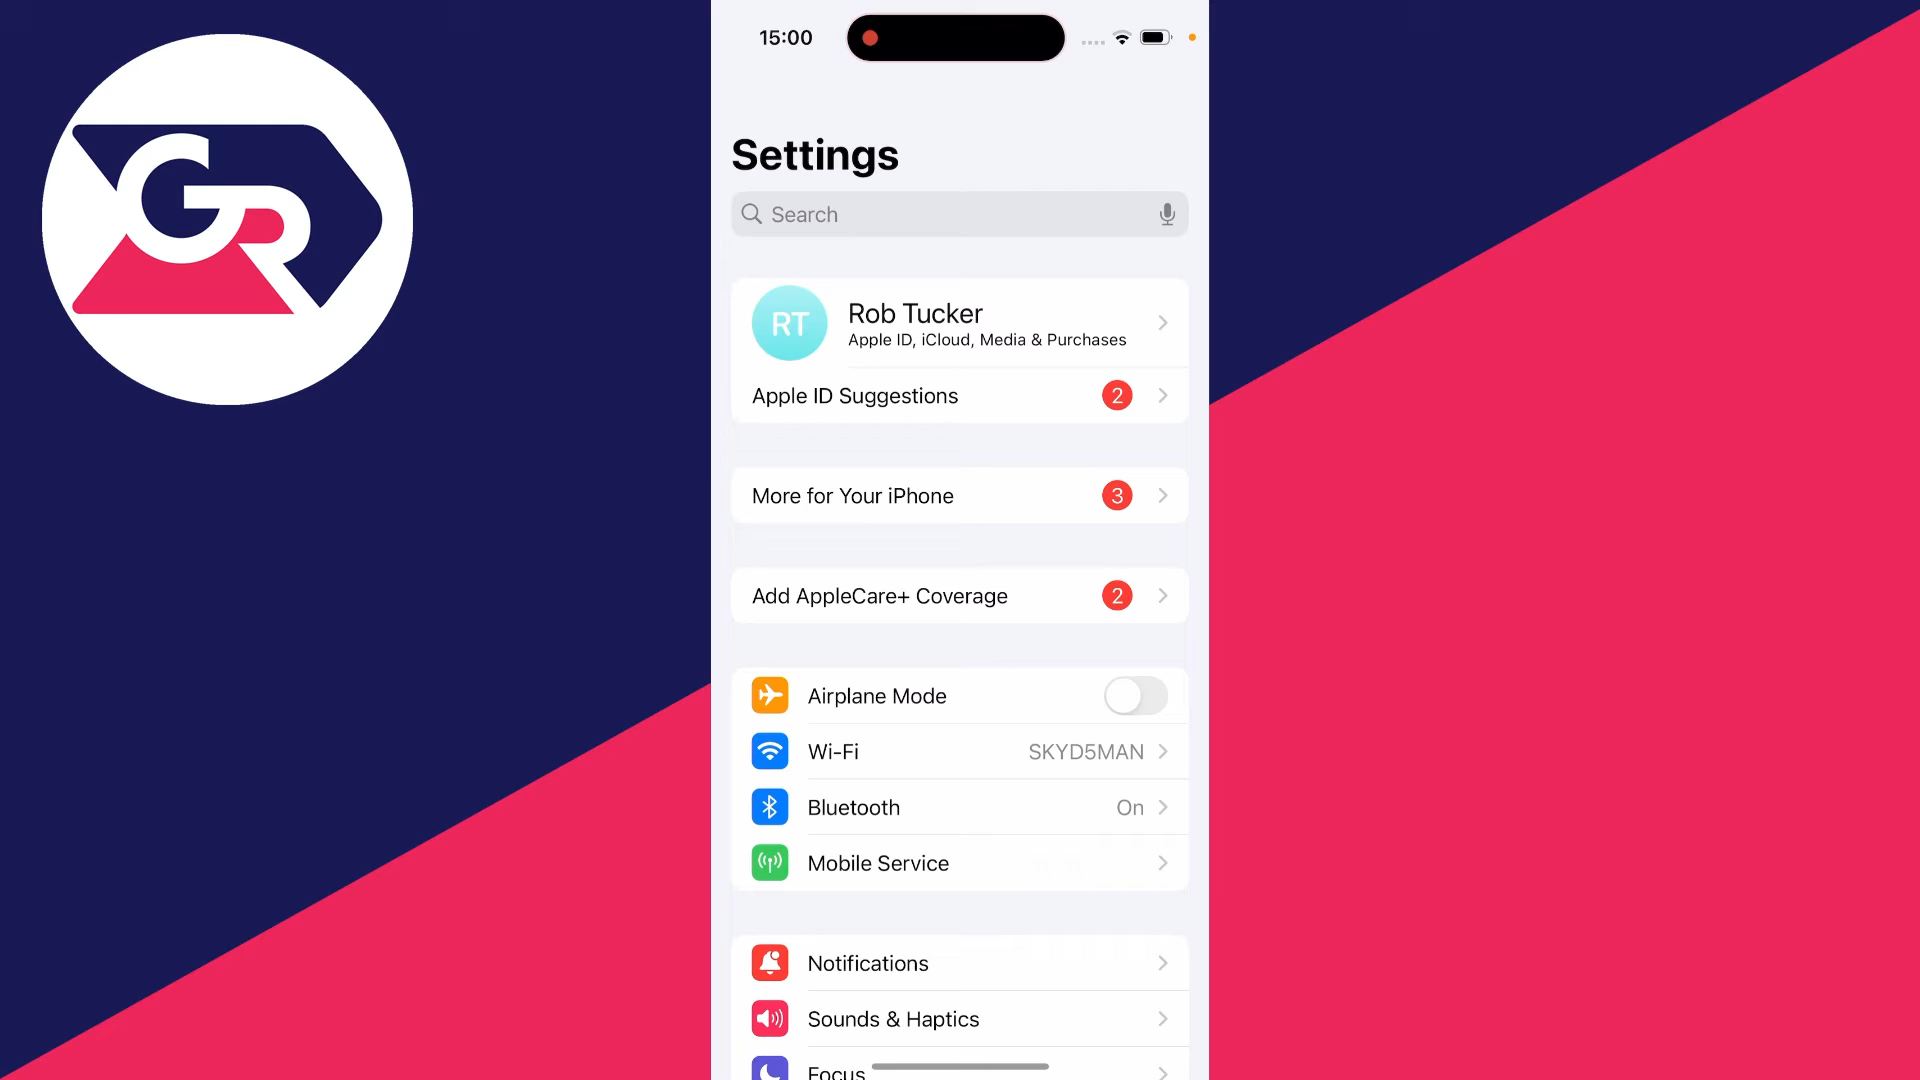 GR
15:00
Settings
Search
RT
Rob Tucker
Apple ID, iCloud, Media & Purchases
Apple ID Suggestions 2
More for Your iPhone 3
Add AppleCare+ Coverage 2
Airplane Mode
Wi-Fi SKYD5MAN
Bluetooth On
Mobile Service
Notifications
Sounds & Haptics
Focus